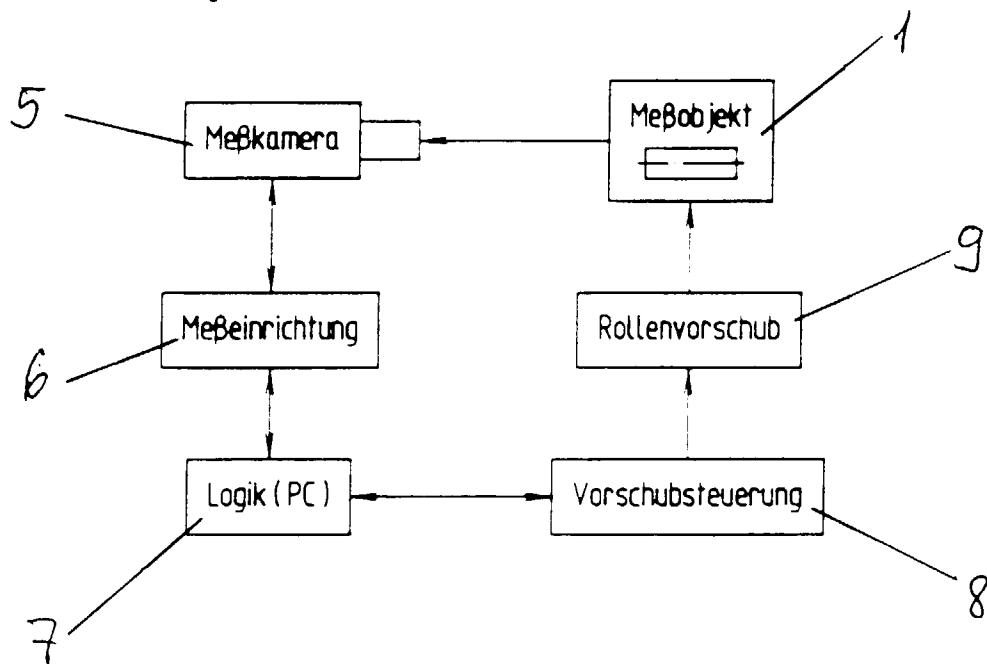 1
5
Meßkamera
Meßobjekt
9
Meßeinrichtung
Rollenvorschub
6
Logik (PC)
Vorschubsteuerung
8
7